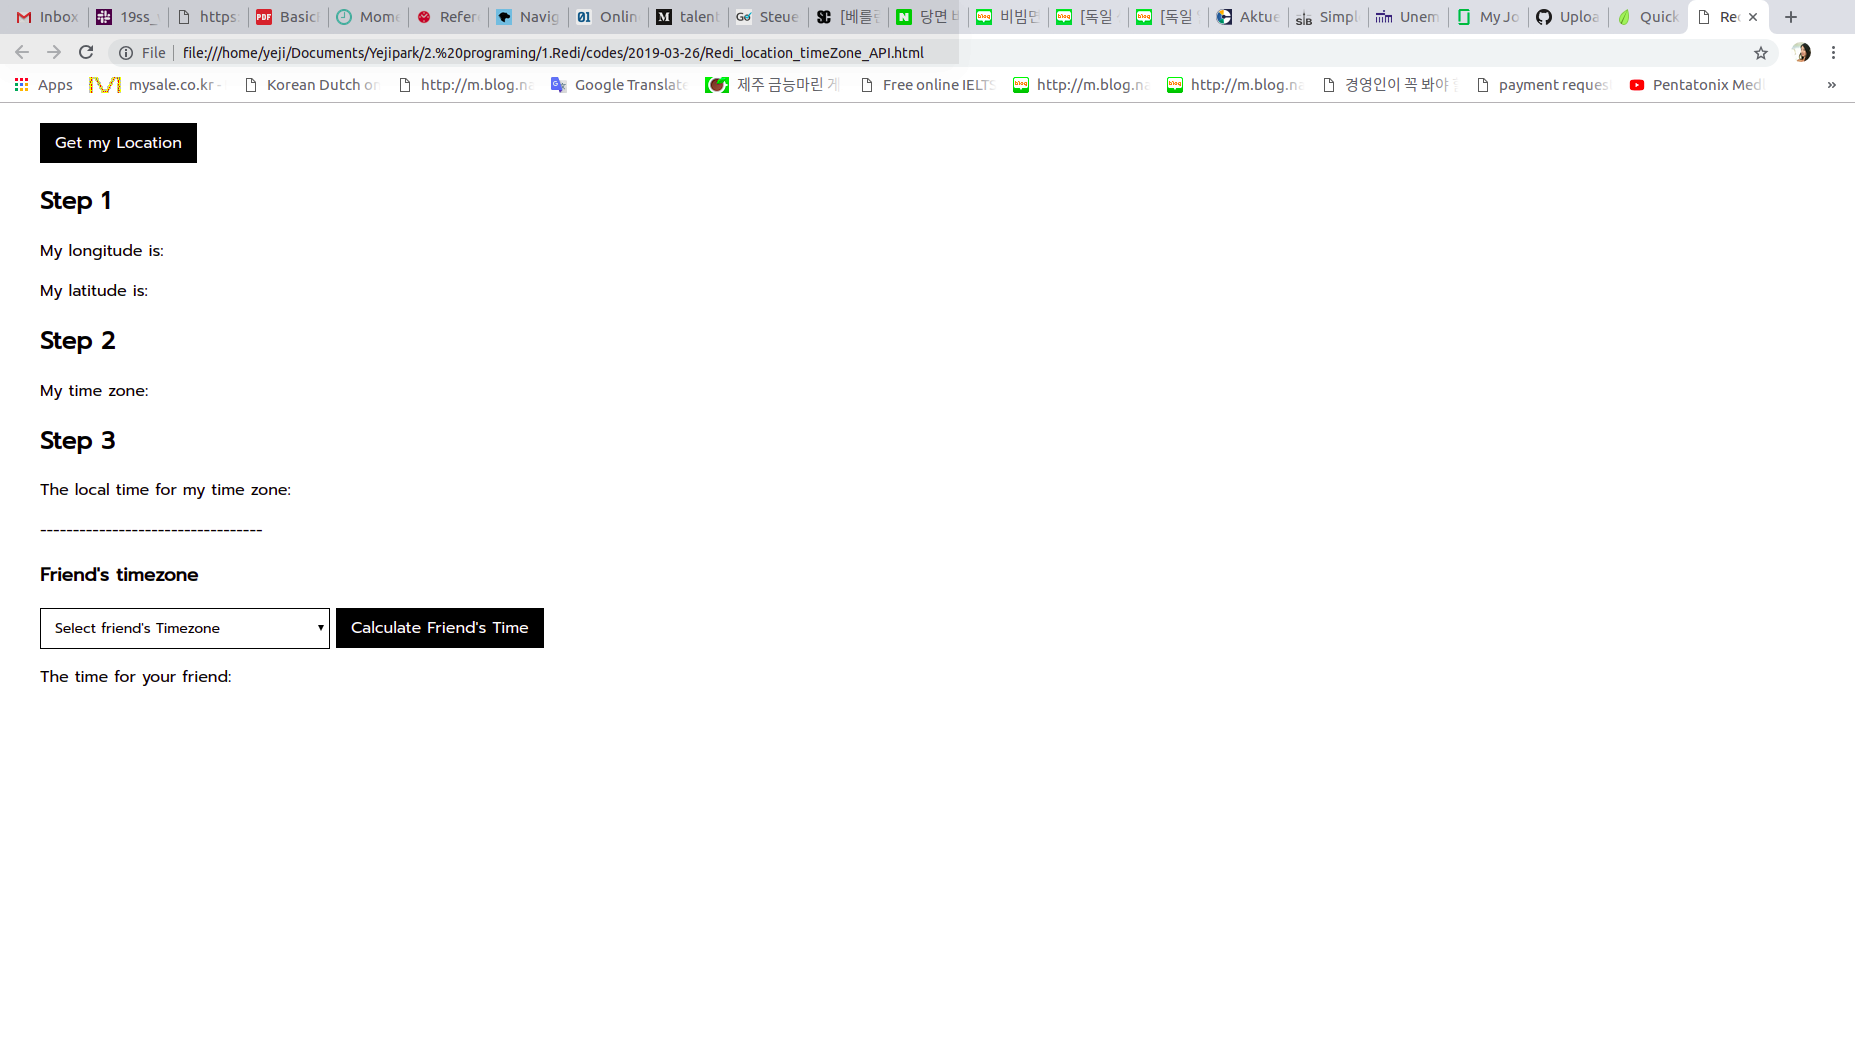 Inbox 19ss_ https: Basic Mome Refer Navig Onlin talent Steue [베를린 당면 비빔면 [독일 [독일 Aktue Simpl Unem My Jo Uploa Quick Re
File file:///home/yeji/Documents/Yejipark/2.%20programing/1.Redi/codes/2019-03-26/Redi_location_timeZone_API.html
Apps mysale.co.kr - Korean Dutch on http://m.blog.na Google Translate 제주 금능마린 게 Free online IELTS http://m.blog.na http://m.blog.na 경영인이 꼭 봐야 payment reques Pentatonix Medl »
Get my Location
Step 1
My longitude is:
My latitude is:
Step 2
My time zone:
Step 3
The local time for my time zone:
----------------------------------
Friend's timezone
Select friend's Timezone Calculate Friend's Time
The time for your friend: